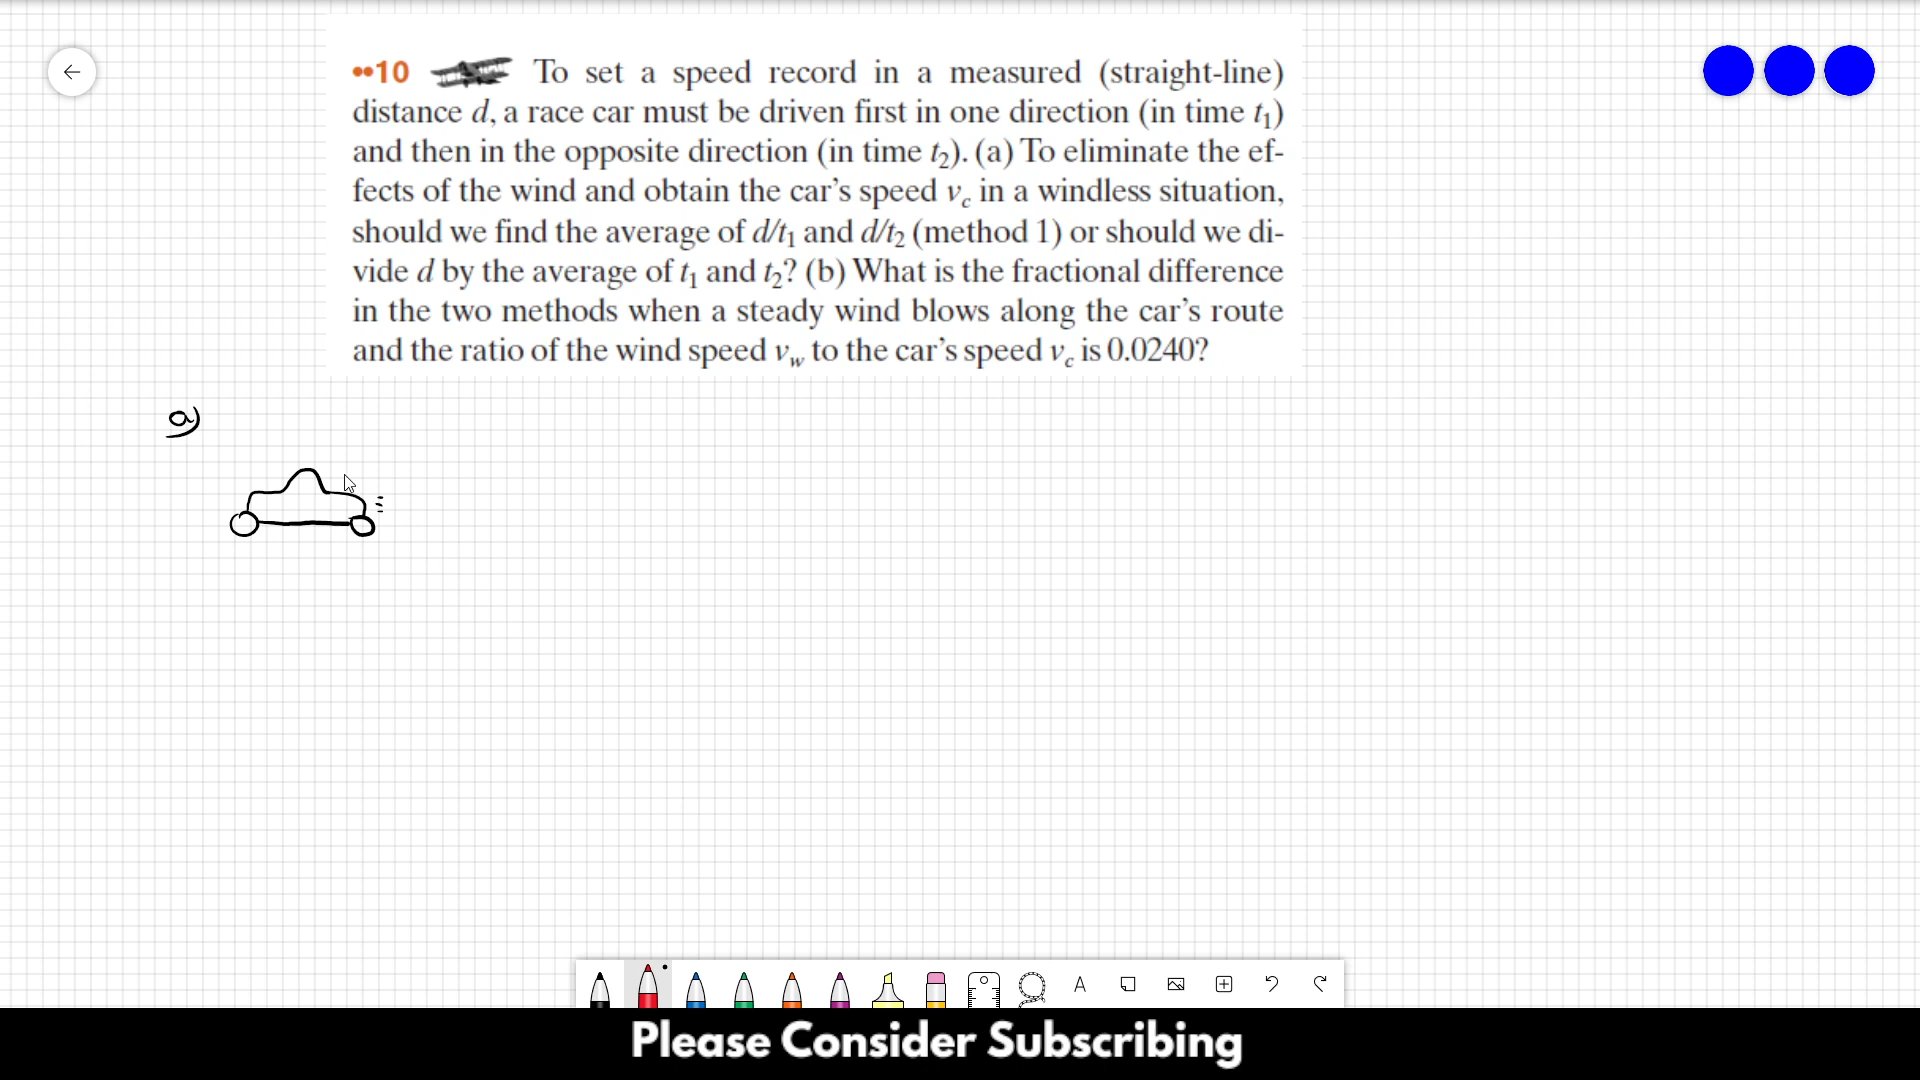 ••10 To set a speed record in a measured (straight-line)
distance d, a race car must be driven first in one direction (in time t₁)
and then in the opposite direction (in time t₂). (a) To eliminate the ef-
fects of the wind and obtain the car's speed v_c in a windless situation,
should we find the average of d/t₁ and d/t₂ (method 1) or should we di-
vide d by the average of t₁ and t₂? (b) What is the fractional difference
in the two methods when a steady wind blows along the car's route
and the ratio of the wind speed v_w to the car's speed v_c is 0.0240?
a)
A
Please Consider Subscribing